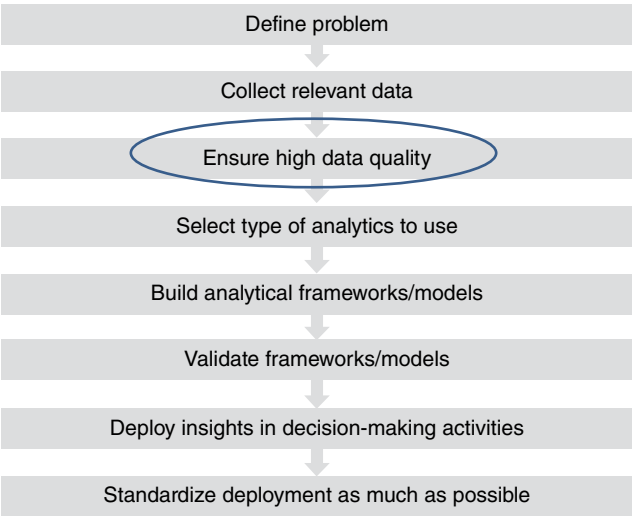 Define problem
Collect relevant data
Ensure high data quality
Select type of analytics to use
Build analytical frameworks/models
Validate frameworks/models
Deploy insights in decision-making activities
Standardize deployment as much as possible